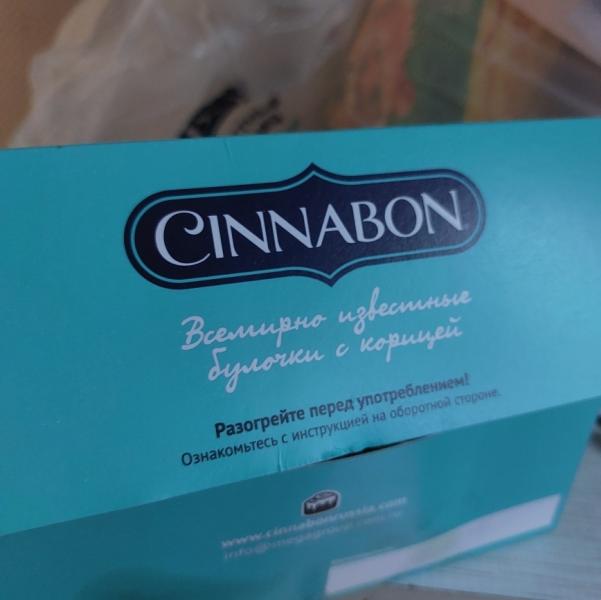 CINNABON
Всемирно известные
булочки с корицей
Разогрейте перед употреблением!
Ознакомьтесь с инструкцией на оборотной стороне.
www.cinnabonrussia.com